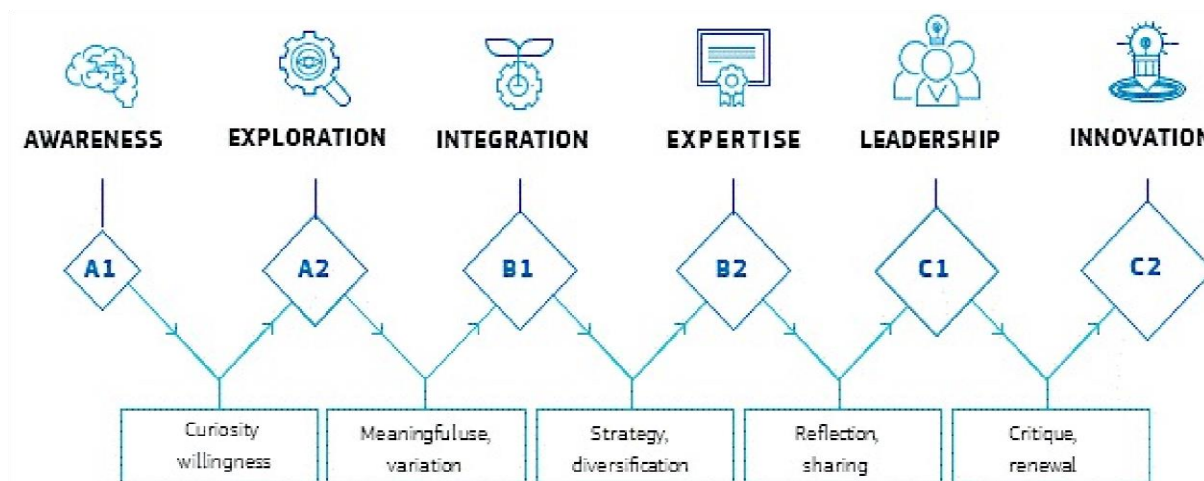 AWARENESS EXPLORATION INTEGRATION EXPERTISE LEADERSHIP INNOVATION
A1 A2 B1 B2 C1 C2
Curiosity Meaningful use, Strategy, Reflection, Critique,
willingness variation diversification sharing renewal